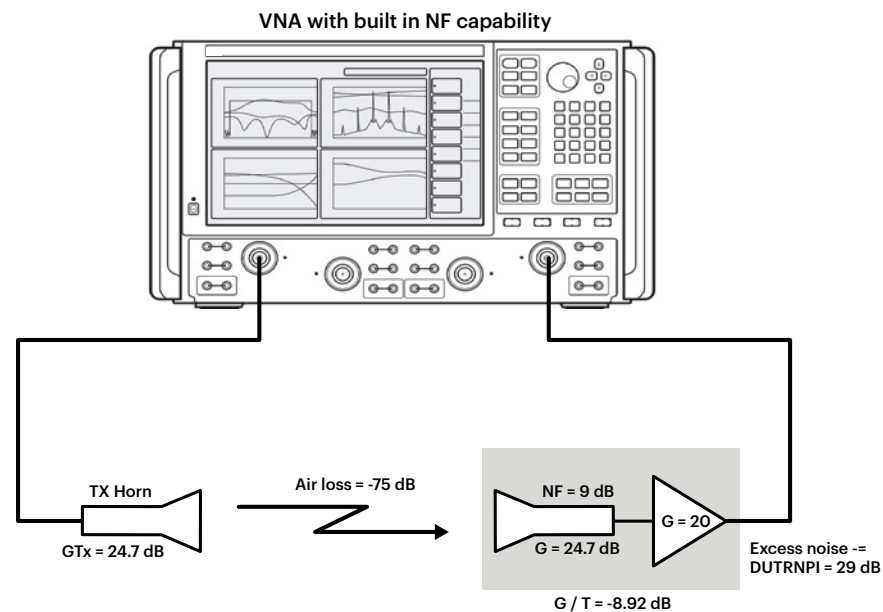 VNA with built in NF capability
TX Horn
GTx = 24.7 dB
Air loss = -75 dB
NF = 9 dB
G = 24.7 dB
G = 20
Excess noise -=
DUTRNPI = 29 dB
G / T = -8.92 dB